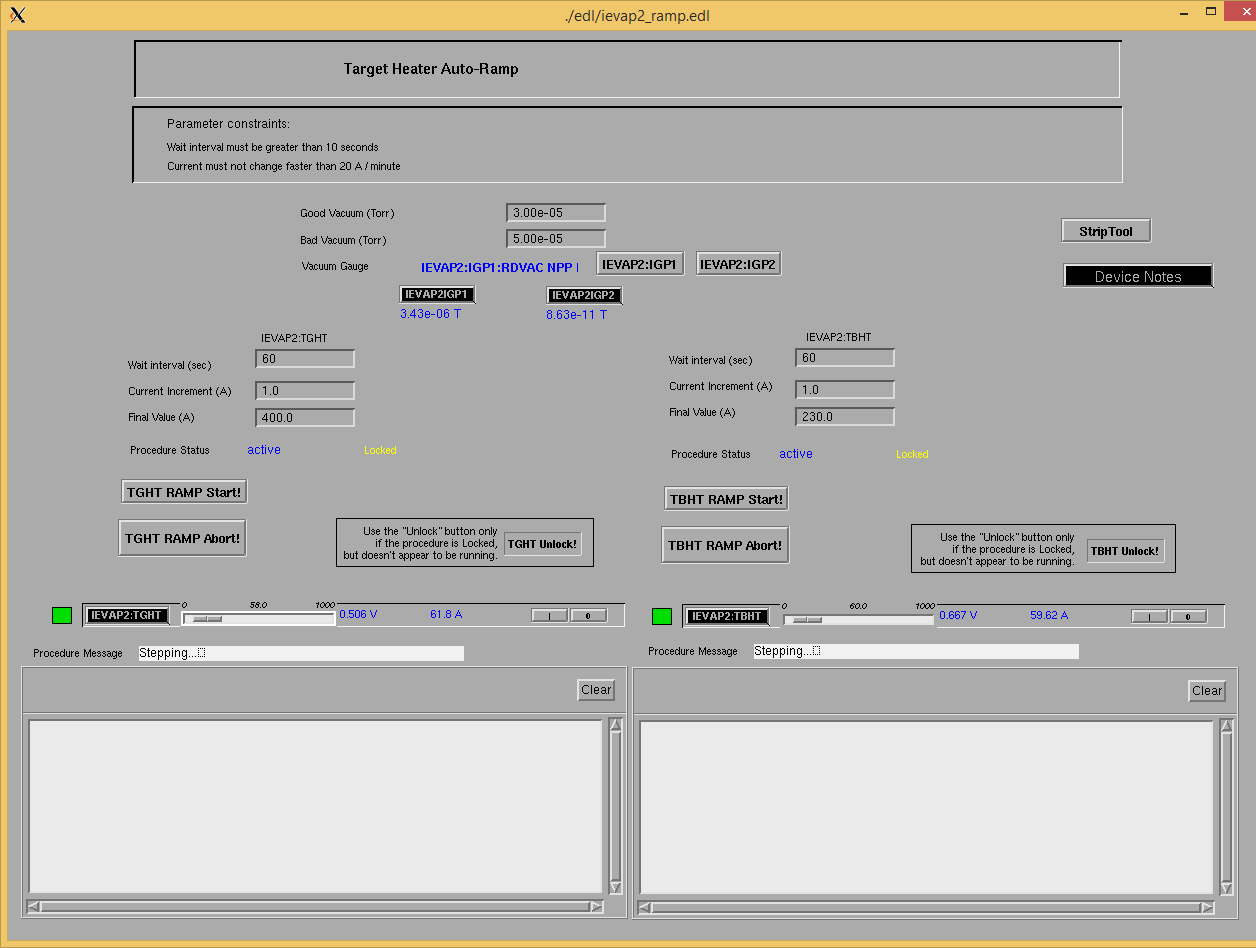 ./edl/ievap2_ramp.edl
Target Heater Auto-Ramp
Parameter constraints:
Wait interval must be greater than 10 seconds
Current must not change faster than 20 A / minute
Good Vacuum (Torr) 3.00e-05
StripTool
Bad Vacuum (Torr) 5.00e-05
Vacuum Gauge IEVAP2:IGP1:RDVAC NPP | IEVAP2:IGP1 IEVAP2:IGP2
Device Notes
IEVAP2IGP1 IEVAP2IGP2
3.43e-06 T 8.63e-11 T
IEVAP2:TGHT
Wait interval (sec) 60
Current Increment (A) 1.0
Final Value (A) 400.0
Procedure Status active Locked
TGHT RAMP Start!
TGHT RAMP Abort!
Use the "Unlock" button only
if the procedure is Locked,
but doesn't appear to be running.
TGHT Unlock!
IEVAP2:TGHT 0 58.0 1000 0.506 V 61.8 A | 0
Procedure Message Stepping...
Clear
IEVAP2:TBHT
Wait interval (sec) 60
Current Increment (A) 1.0
Final Value (A) 230.0
Procedure Status active Locked
TBHT RAMP Start!
TBHT RAMP Abort!
Use the "Unlock" button only
if the procedure is Locked,
but doesn't appear to be running.
TBHT Unlock!
IEVAP2:TBHT 0 60.0 1000 0.667 V 59.62 A | 0
Procedure Message Stepping...
Clear